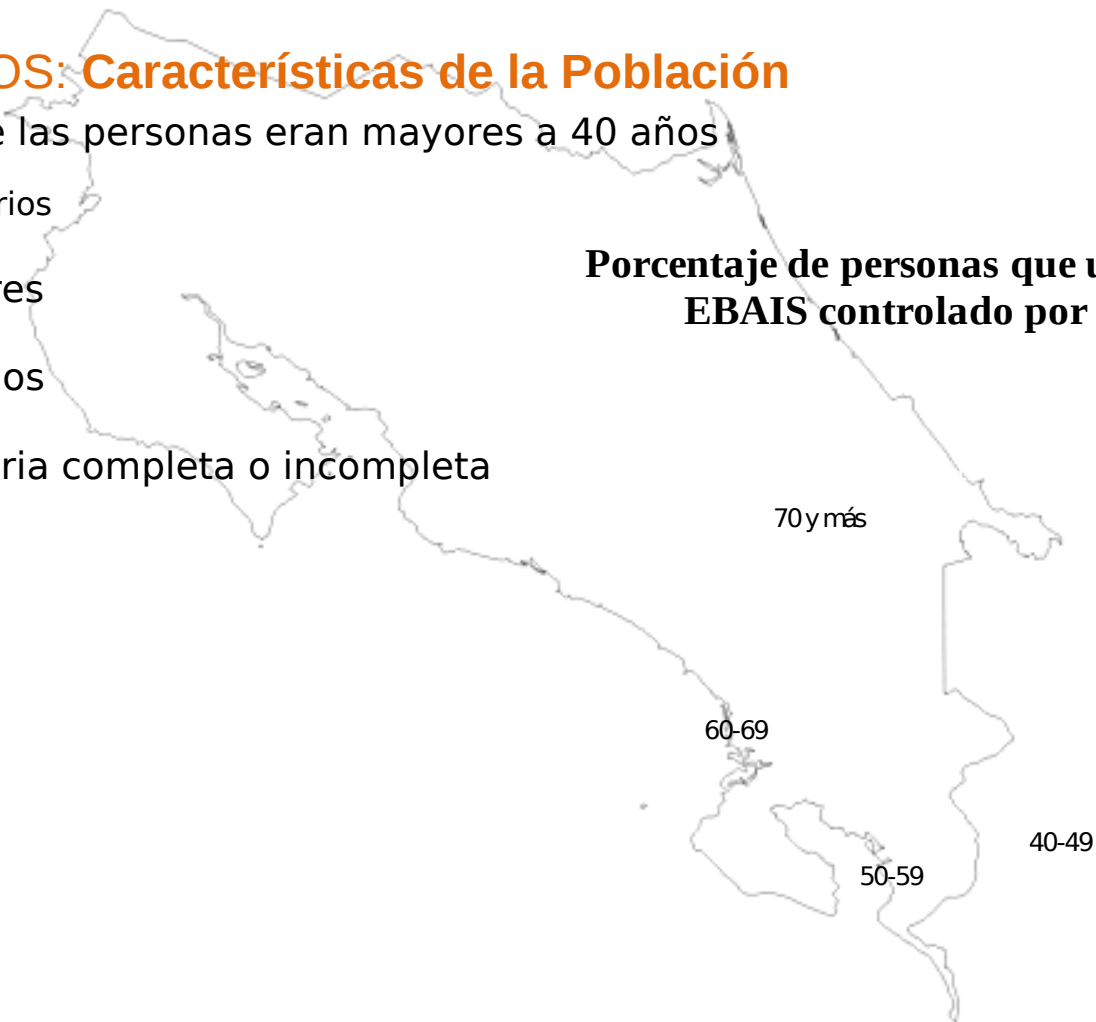 OS: Características de la Población
e las personas eran mayores a 40 años
rios
res
Porcentaje de personas que u
EBAIS controlado por
os
ria completa o incompleta
70 y más
60-69
40-49
50-59